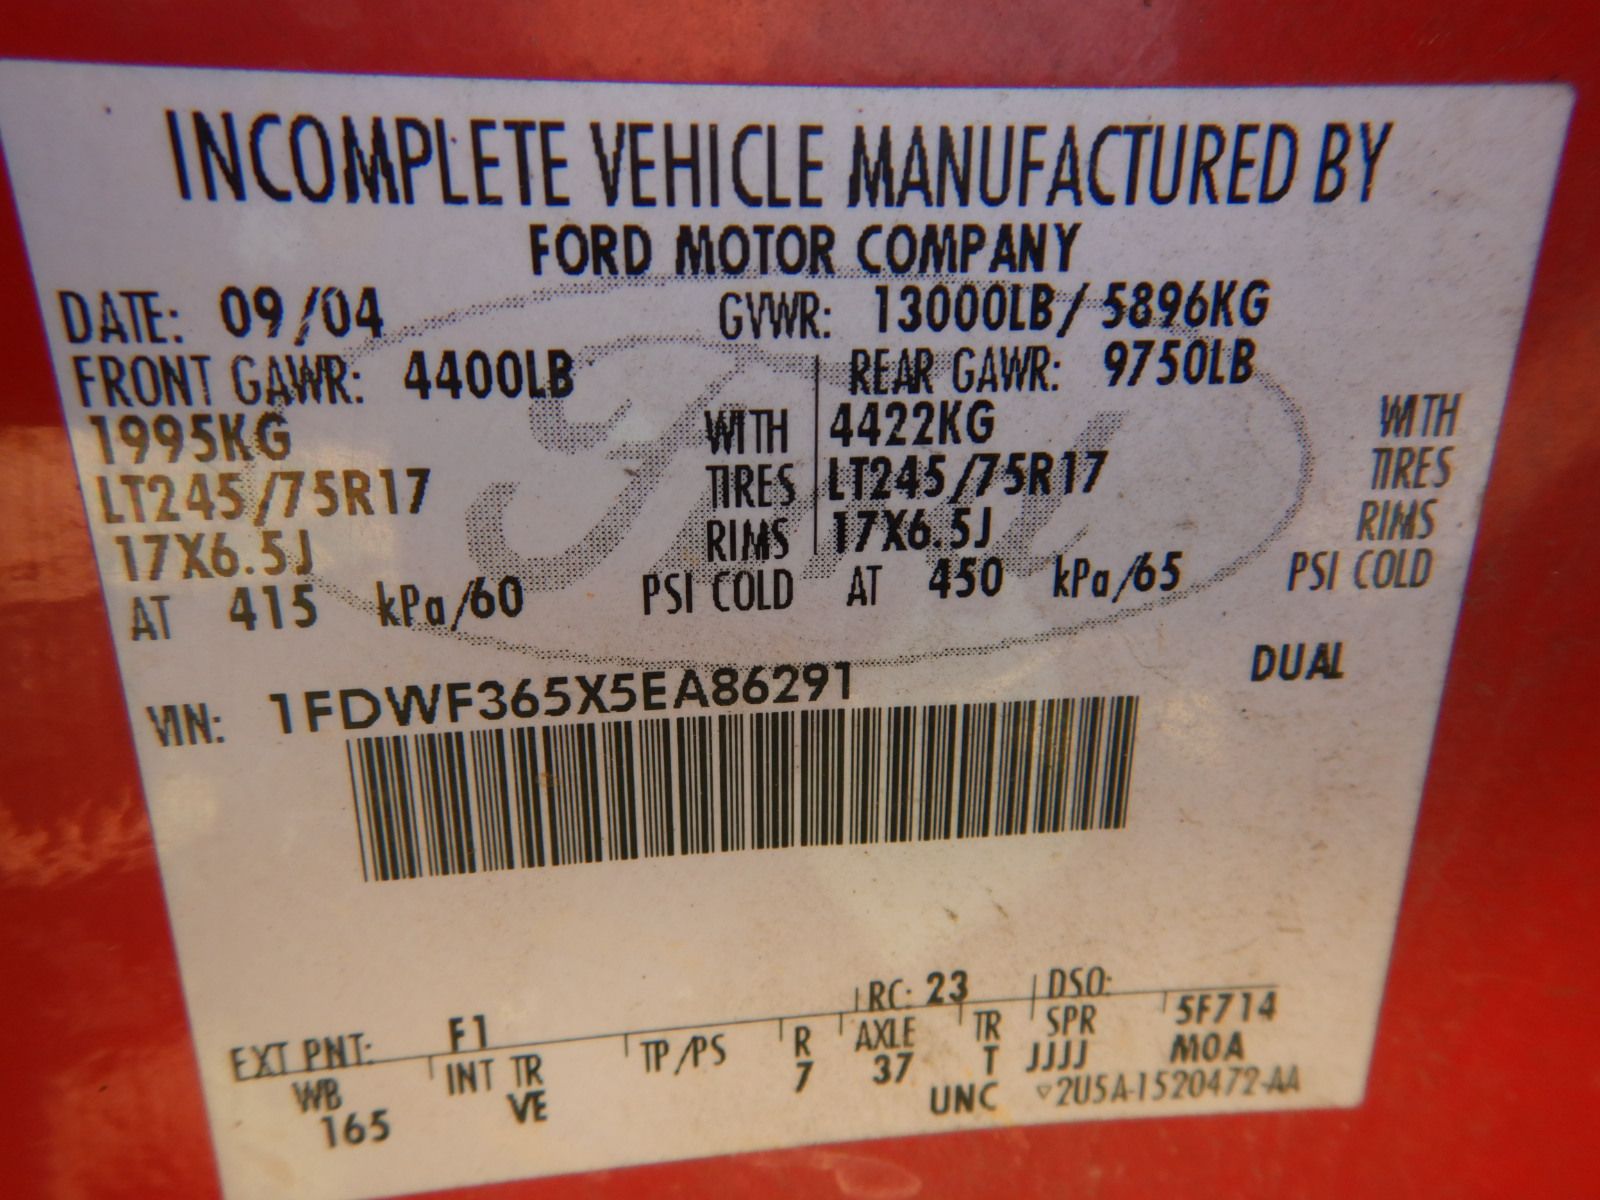 INCOMPLETE VEHICLE MANUFACTURED BY
FORD MOTOR COMPANY
DATE: 09/04 GVWR: 13000LB/ 5896KG
FRONT GAWR: 4400LB REAR GAWR: 9750LB
1995KG WITH 4422KG WITH
LT245/75R17 TIRES LT245/75R17 TIRES
17X6.5J RIMS 17X6.5J RIMS
AT 415 kPa/60 PSI COLD AT 450 kPa/65 PSI COLD
VIN: 1FDWF365X5EA86291 DUAL
EXT PNT: F1 RC: 23 DSO: 5F714
WB INT TR TP/PS R AXLE TR SPR MOA
165 VE 7 37 T JJJJ
UNC ▽2U5A-1520472-AA